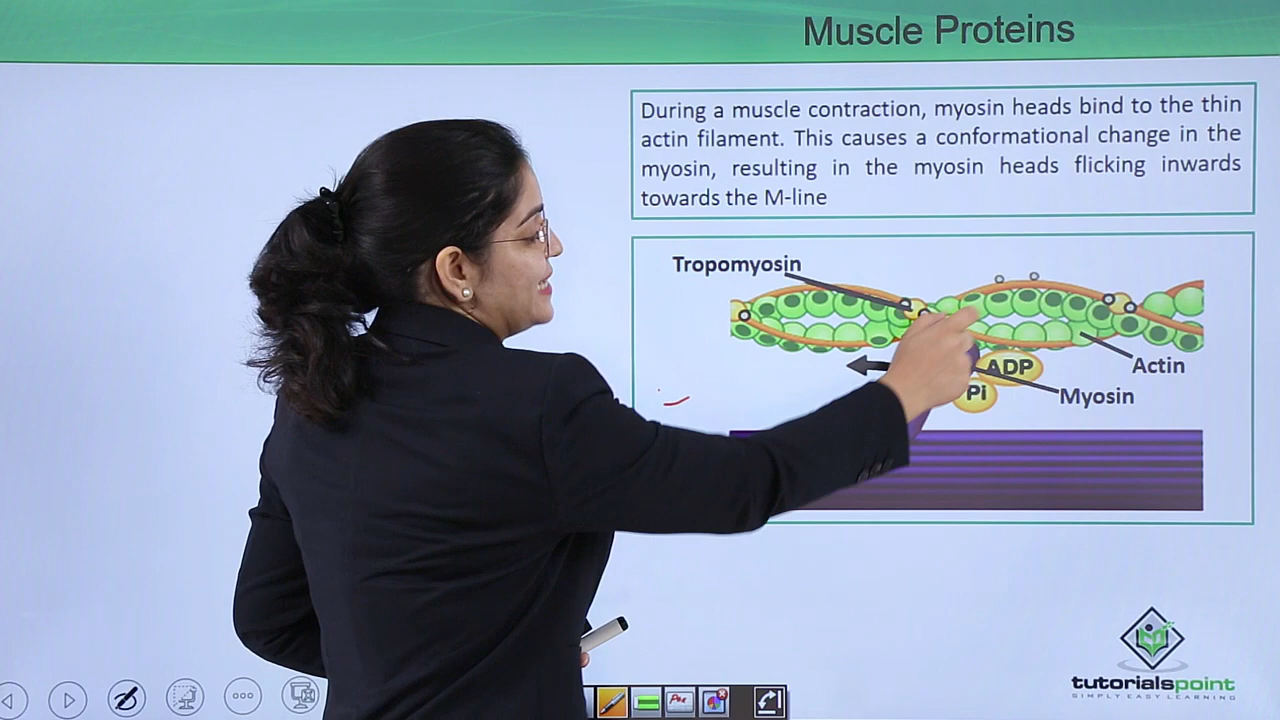 Muscle Proteins
During a muscle contraction, myosin heads bind to the thin
actin filament. This causes a conformational change in the
myosin, resulting in the myosin heads flicking inwards
towards the M-line
Tropomyosin
ADP
Actin
Pi
Myosin
tutorialspoint
SIMPLY EASY LEARNING